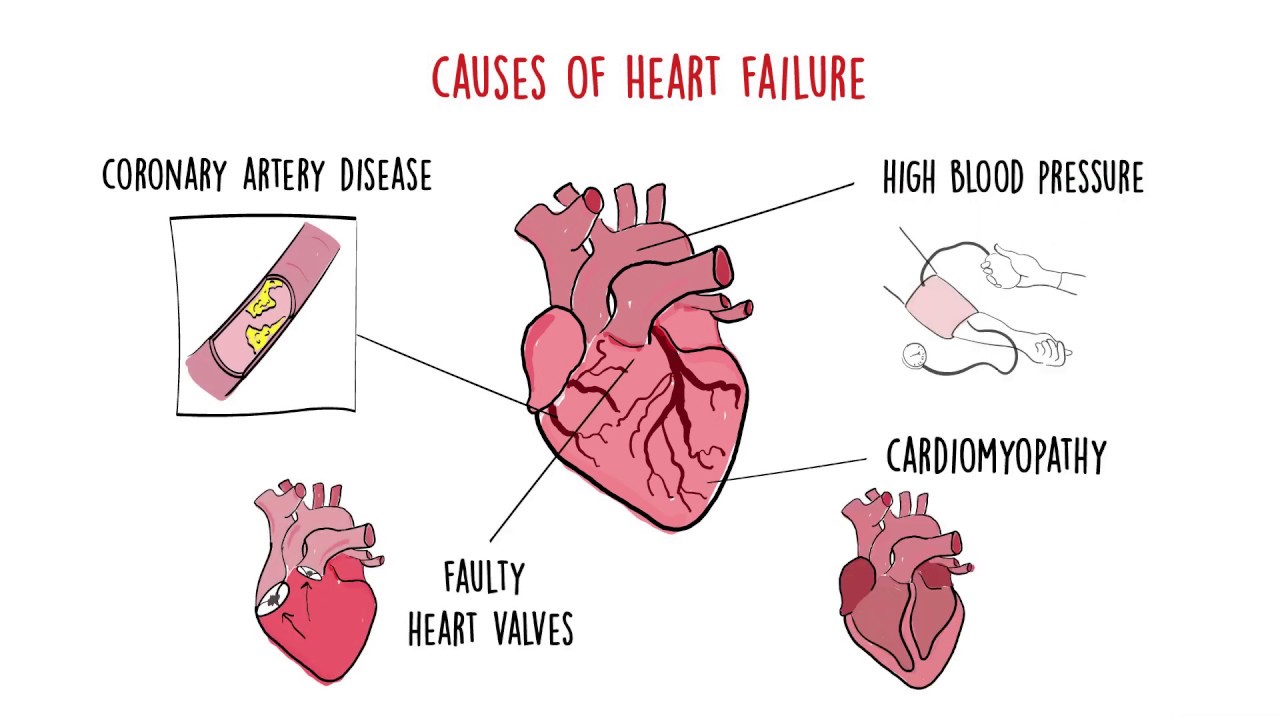 CAUSES OF HEART FAILURE
CORONARY ARTERY DISEASE
HIGH BLOOD PRESSURE
CARDIOMYOPATHY
FAULTY
HEART VALVES